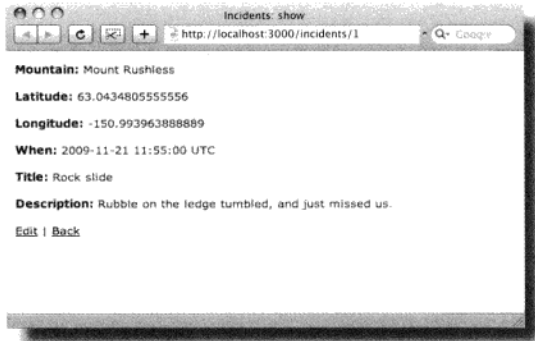 Incidents: show
http://localhost:3000/incidents/1
Mountain: Mount Rushless
Latitude: 63.0434805555556
Longitude: -150.993963888889
When: 2009-11-21 11:55:00 UTC
Title: Rock slide
Description: Rubble on the ledge tumbled, and just missed us.
Edit | Back